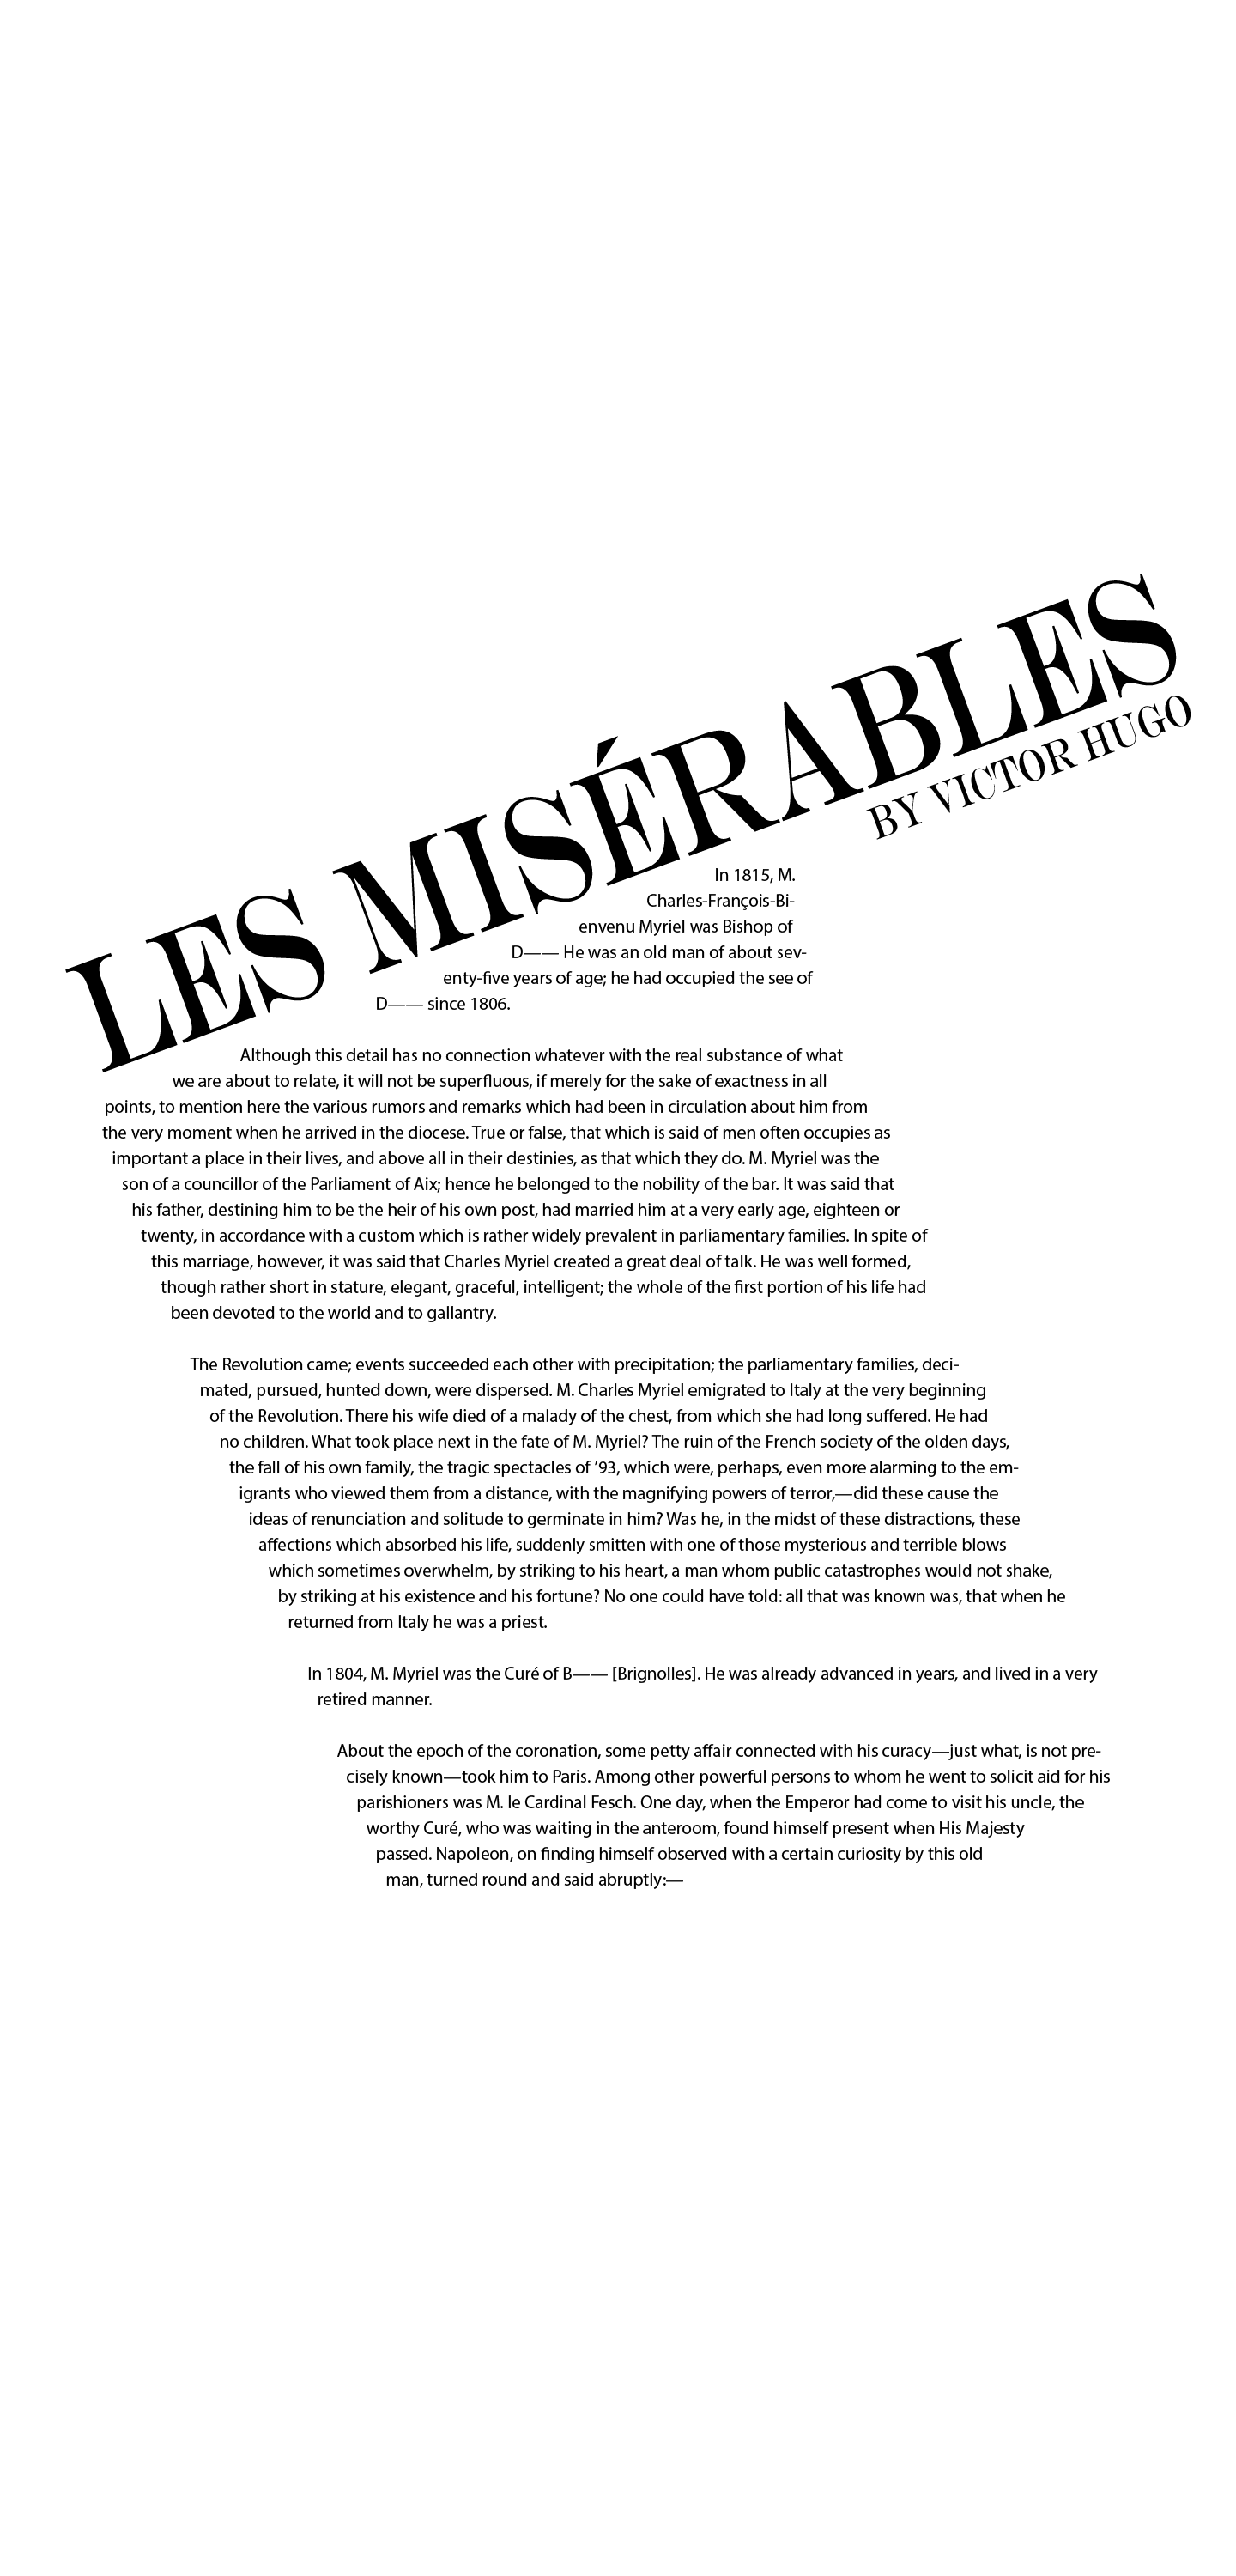 LES MISÉRABLES
BY VICTOR HUGO
In 1815, M.
Charles-François-Bi-
envenu Myriel was Bishop of
D—— He was an old man of about sev-
enty-five years of age; he had occupied the see of
D—— since 1806.
Although this detail has no connection whatever with the real substance of what
we are about to relate, it will not be superfluous, if merely for the sake of exactness in all
points, to mention here the various rumors and remarks which had been in circulation about him from
the very moment when he arrived in the diocese. True or false, that which is said of men often occupies as
important a place in their lives, and above all in their destinies, as that which they do. M. Myriel was the
son of a councillor of the Parliament of Aix; hence he belonged to the nobility of the bar. It was said that
his father, destining him to be the heir of his own post, had married him at a very early age, eighteen or
twenty, in accordance with a custom which is rather widely prevalent in parliamentary families. In spite of
this marriage, however, it was said that Charles Myriel created a great deal of talk. He was well formed,
though rather short in stature, elegant, graceful, intelligent; the whole of the first portion of his life had
been devoted to the world and to gallantry.
The Revolution came; events succeeded each other with precipitation; the parliamentary families, deci-
mated, pursued, hunted down, were dispersed. M. Charles Myriel emigrated to Italy at the very beginning
of the Revolution. There his wife died of a malady of the chest, from which she had long suffered. He had
no children. What took place next in the fate of M. Myriel? The ruin of the French society of the olden days,
the fall of his own family, the tragic spectacles of ’93, which were, perhaps, even more alarming to the em-
igrants who viewed them from a distance, with the magnifying powers of terror,—did these cause the
ideas of renunciation and solitude to germinate in him? Was he, in the midst of these distractions, these
affections which absorbed his life, suddenly smitten with one of those mysterious and terrible blows
which sometimes overwhelm, by striking to his heart, a man whom public catastrophes would not shake,
by striking at his existence and his fortune? No one could have told: all that was known was, that when he
returned from Italy he was a priest.
In 1804, M. Myriel was the Curé of B—— [Brignolles]. He was already advanced in years, and lived in a very
retired manner.
About the epoch of the coronation, some petty affair connected with his curacy—just what, is not pre-
cisely known—took him to Paris. Among other powerful persons to whom he went to solicit aid for his
parishioners was M. le Cardinal Fesch. One day, when the Emperor had come to visit his uncle, the
worthy Curé, who was waiting in the anteroom, found himself present when His Majesty
passed. Napoleon, on finding himself observed with a certain curiosity by this old
man, turned round and said abruptly:—